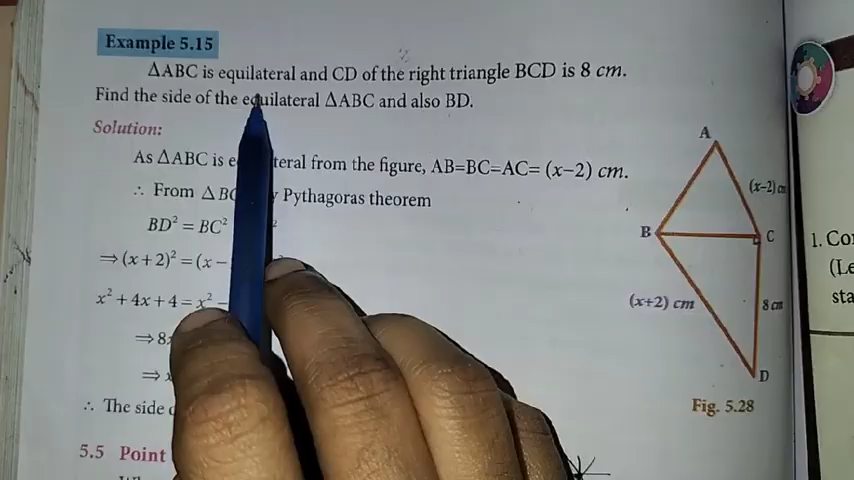 Example 5.15
ΔABC is equilateral and CD of the right triangle BCD is 8 cm.
Find the side of the equilateral ΔABC and also BD.
Solution:
As ΔABC is teral from the figure, AB=BC=AC= (x−2) cm.
∴ From Δ Pythagoras theorem
BD² = BC²
⇒(x+2)² = (x−
x² + 4x + 4 = x² −
⇒8
⇒
∴ The side
5.5 Point
A
(x−2)
B
C
(x+2) cm
8 cm
D
Fig. 5.28
1.
(Le
sta